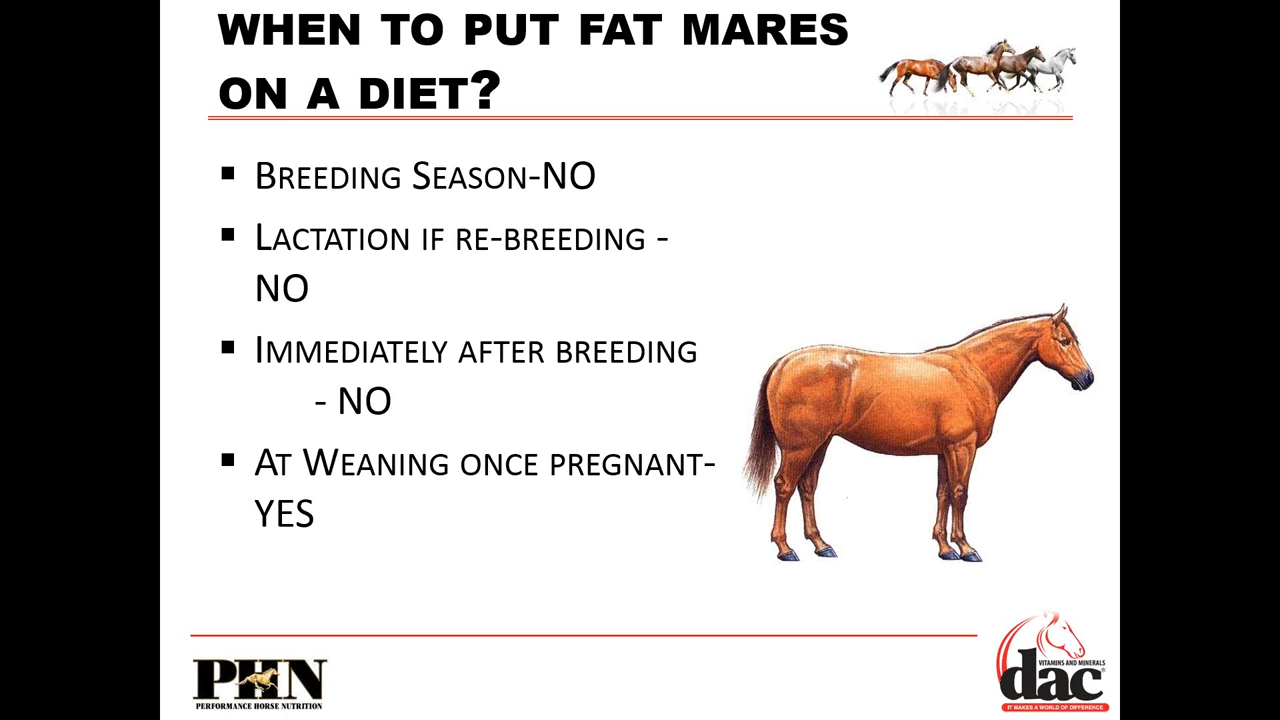 WHEN TO PUT FAT MARES
ON A DIET?
▪ BREEDING SEASON-NO
▪ LACTATION IF RE-BREEDING -
NO
▪ IMMEDIATELY AFTER BREEDING
- NO
▪ AT WEANING ONCE PREGNANT-
YES
PHN
PERFORMANCE HORSE NUTRITION
VITAMINS AND MINERALS
dac®
IT MAKES A WORLD OF DIFFERENCE